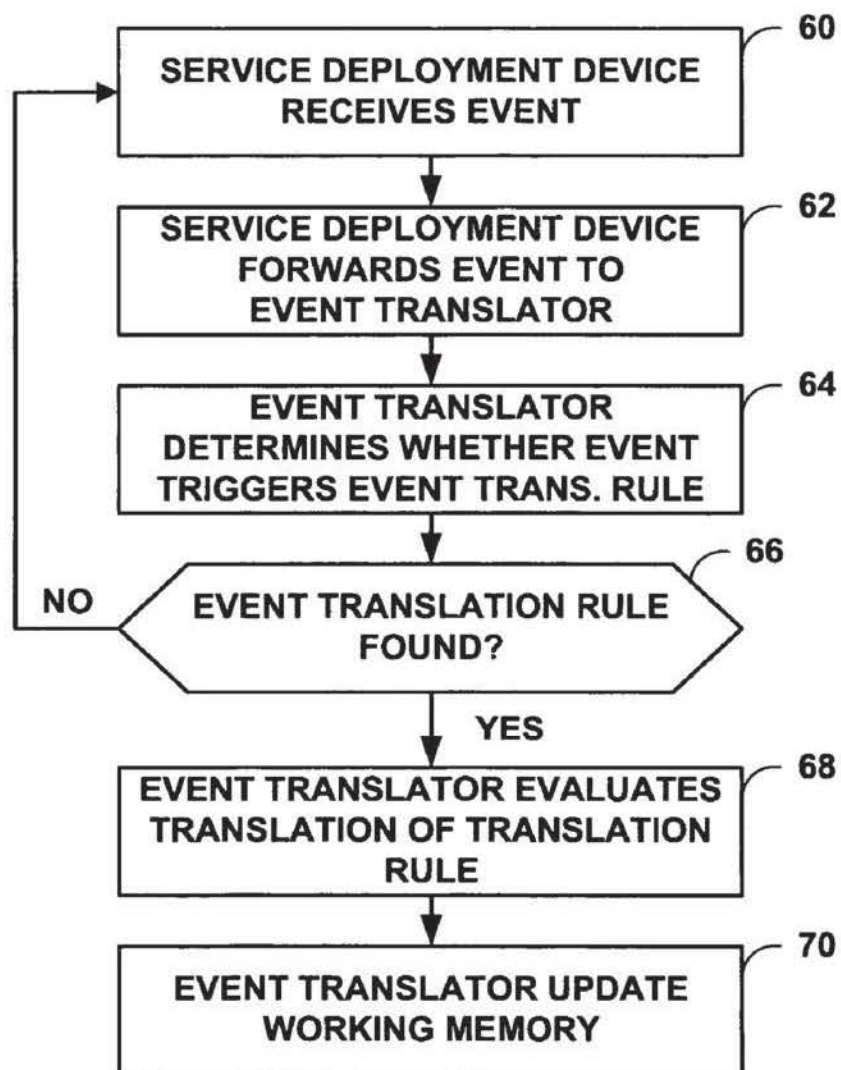 60
SERVICE DEPLOYMENT DEVICE
RECEIVES EVENT
62
SERVICE DEPLOYMENT DEVICE
FORWARDS EVENT TO
EVENT TRANSLATOR
64
EVENT TRANSLATOR
DETERMINES WHETHER EVENT
TRIGGERS EVENT TRANS. RULE
66
NO
EVENT TRANSLATION RULE
FOUND?
YES
68
EVENT TRANSLATOR EVALUATES
TRANSLATION OF TRANSLATION
RULE
70
EVENT TRANSLATOR UPDATE
WORKING MEMORY